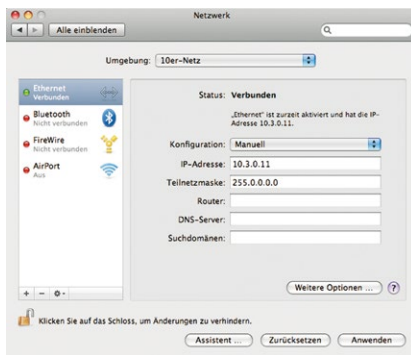 Netzwerk
Alle einblenden
Umgebung: 10er-Netz
Ethernet
Verbunden
Bluetooth
Nicht verbunden
FireWire
Nicht verbunden
AirPort
Aus
Status: Verbunden
„Ethernet“ ist zurzeit aktiviert und hat die IP-
Adresse 10.3.0.11.
Konfiguration: Manuell
IP-Adresse: 10.3.0.11
Teilnetzmaske: 255.0.0.0
Router:
DNS-Server:
Suchdomänen:
Weitere Optionen ... ?
Klicken Sie auf das Schloss, um Änderungen zu verhindern.
Assistent ... Zurücksetzen Anwenden